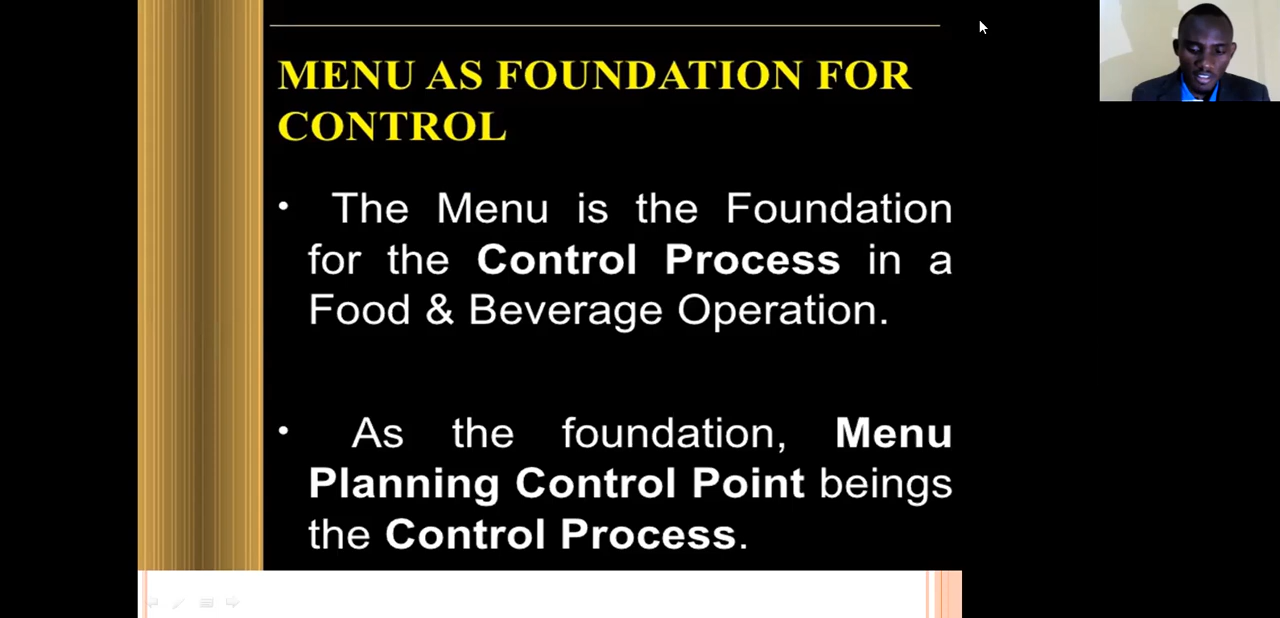 MENU AS FOUNDATION FOR
CONTROL
• The Menu is the Foundation
for the Control Process in a
Food & Beverage Operation.
• As the foundation, Menu
Planning Control Point beings
the Control Process.